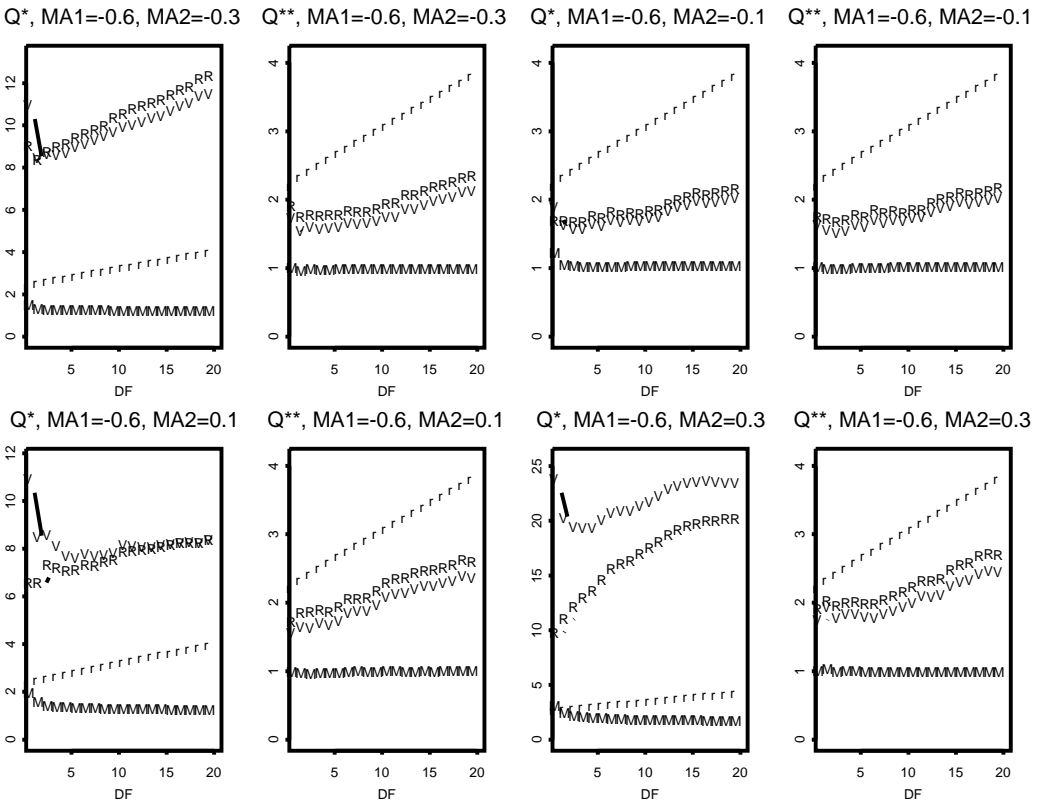 Q*, MA1=-0.6, MA2=-0.3
Q**, MA1=-0.6, MA2=-0.3
Q*, MA1=-0.6, MA2=-0.1
Q**, MA1=-0.6, MA2=-0.1
0 2 4 6 8 10 12
5 10 15 20
DF
0 1 2 3 4
5 10 15 20
DF
0 1 2 3 4
5 10 15 20
DF
0 1 2 3 4
5 10 15 20
DF
Q*, MA1=-0.6, MA2=0.1
Q**, MA1=-0.6, MA2=0.1
Q*, MA1=-0.6, MA2=0.3
Q**, MA1=-0.6, MA2=0.3
0 2 4 6 8 10 12
5 10 15 20
DF
0 1 2 3 4
5 10 15 20
DF
0 5 10 15 20 25
5 10 15 20
DF
0 1 2 3 4
5 10 15 20
DF